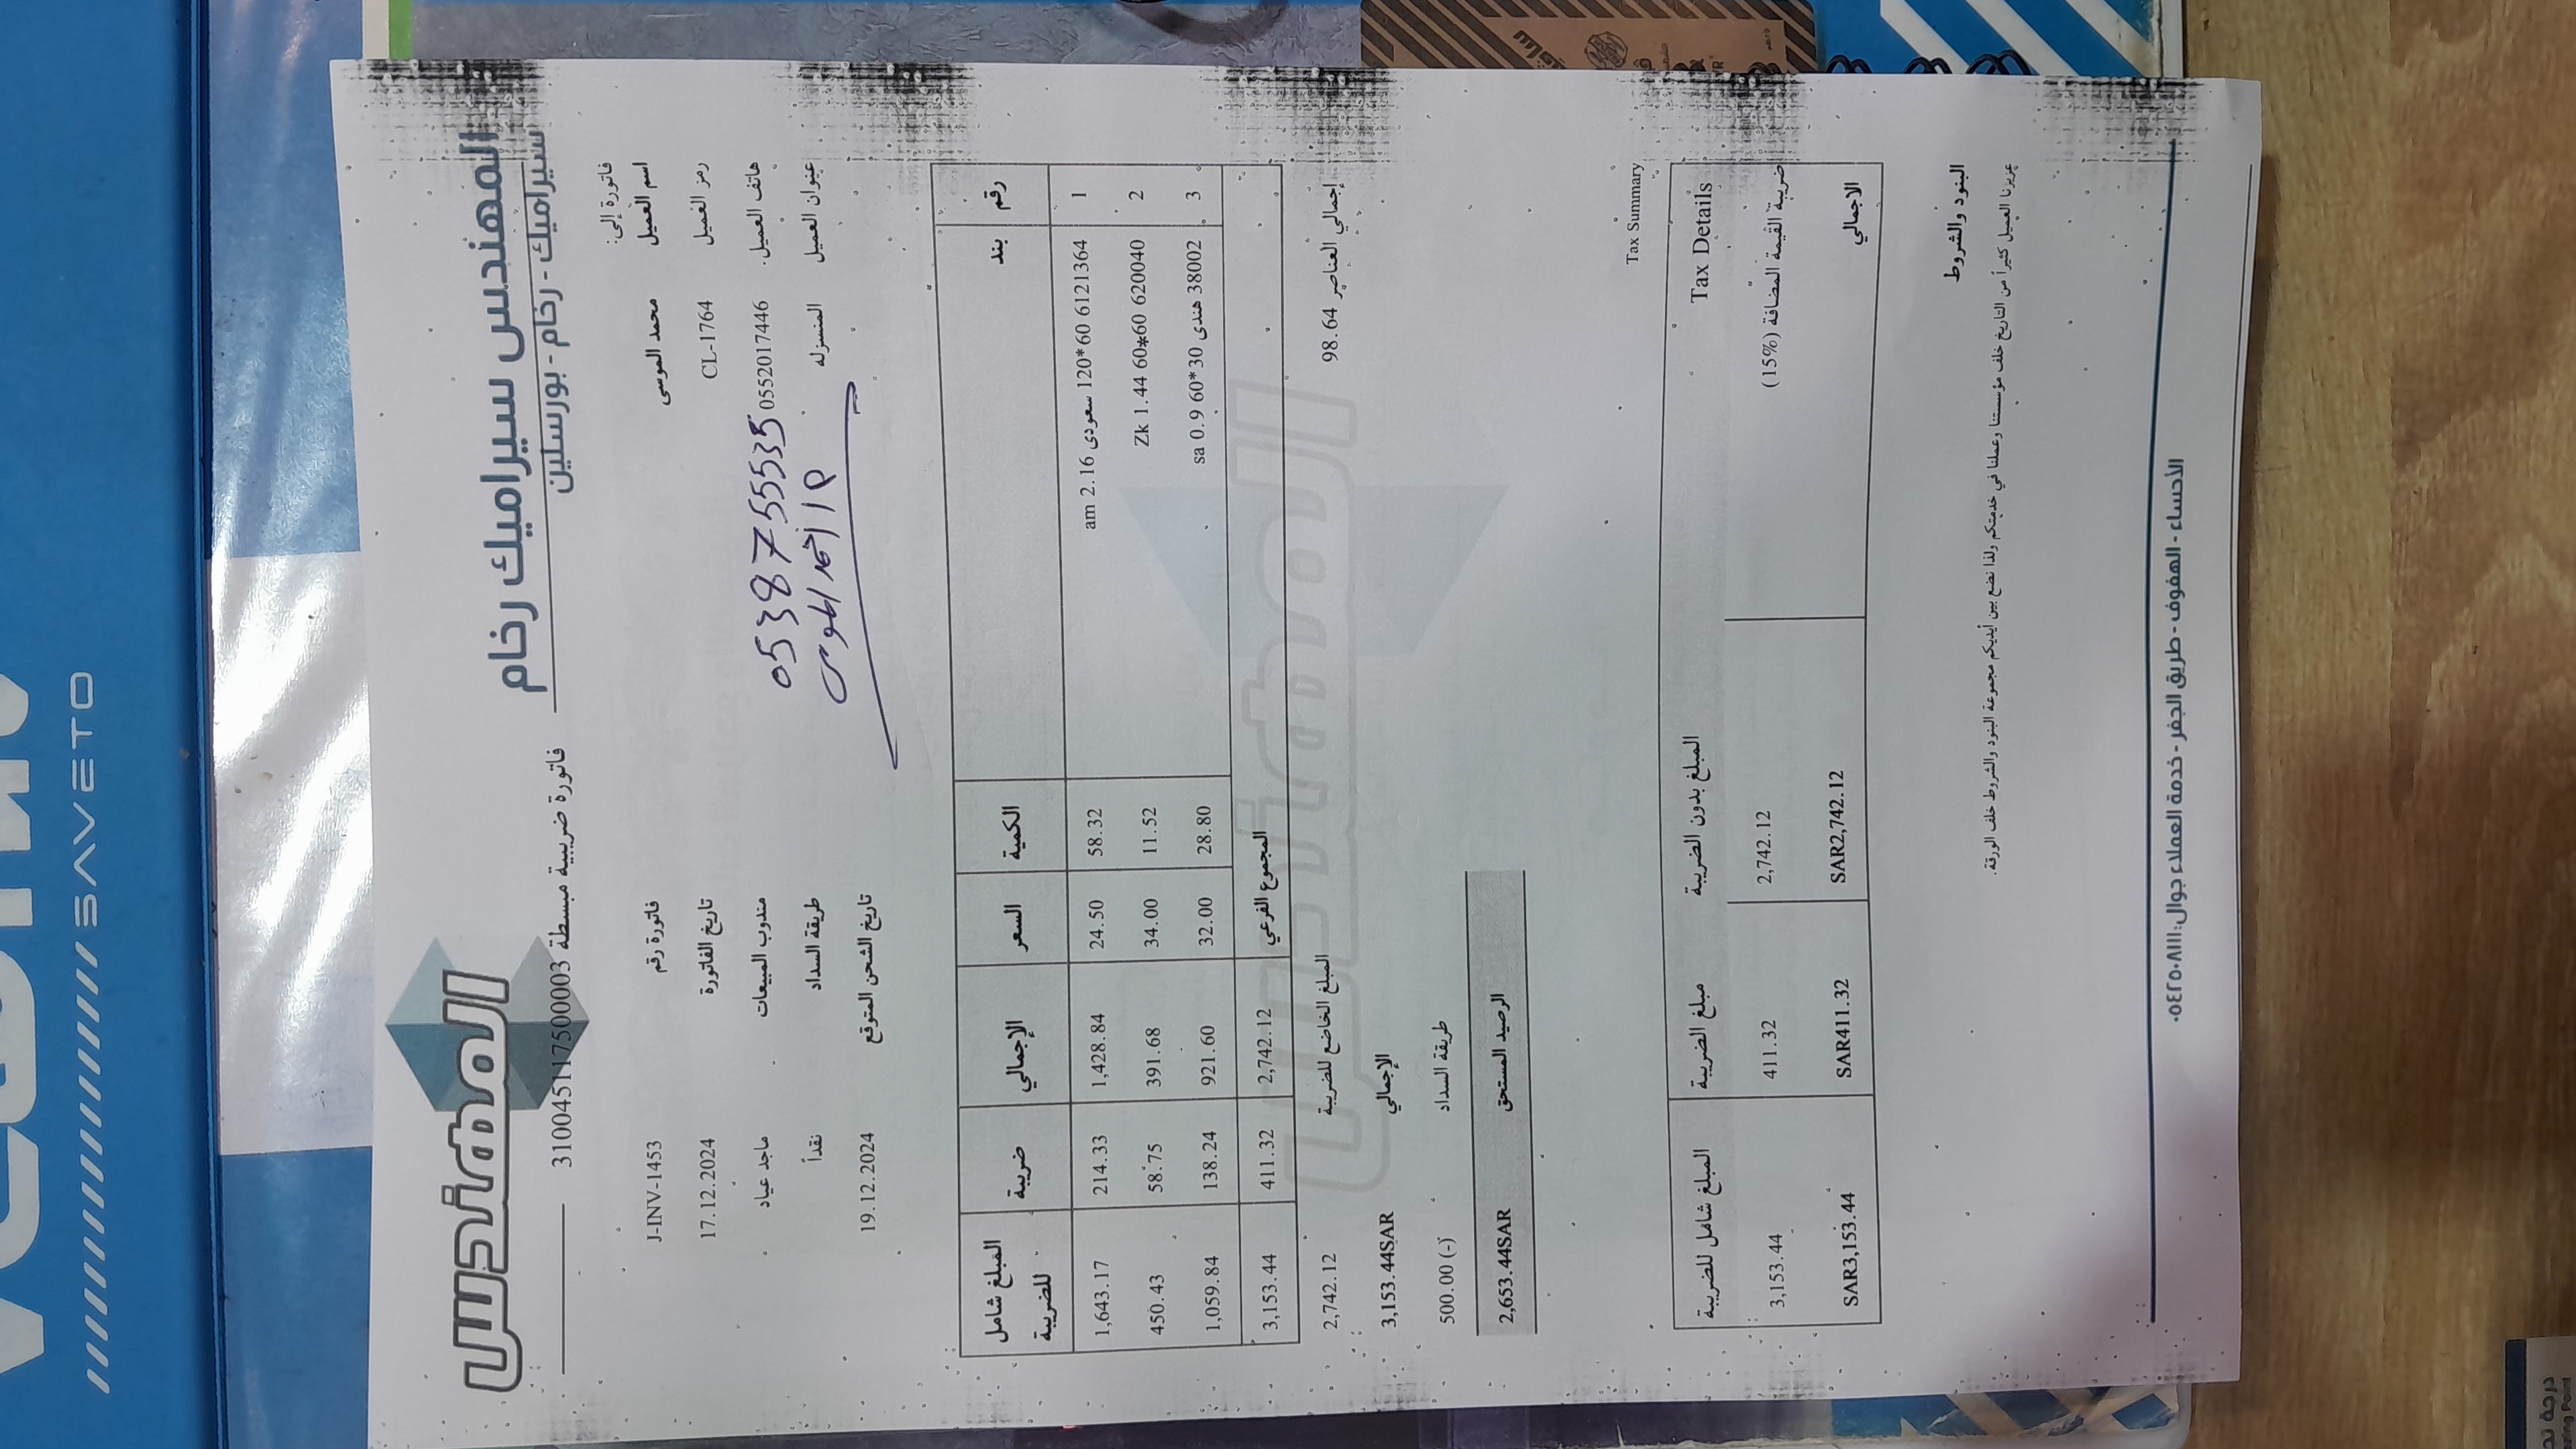 SAVETO
المهندس
المهندس سيراميك رخام
سيراميك - رخام - بورسلين
فاتورة ضريبية مبسطة 310045117500003
فاتورة إلى:
اسم العميل محمد الموسى
فاتورة رقم J-INV-1453
رمز العميل CL-1764
تاريخ الفاتورة 17.12.2024
هاتف العميل. 0552017446 0538755535
مندوب المبيعات ماجد عياد
عنوان العميل المنسزله م / أحمد الموسى
طريقة السداد نقداً
تاريخ الشحن المتوقع 19.12.2024
رقم بند الكمية السعر الإجمالي ضريبة المبلغ شامل للضريبة
1 6121364 60*120 سعودى 2.16 am 58.32 24.50 1,428.84 214.33 1,643.17
2 620040 60*60 1.44 Zk 11.52 34.00 391.68 58.75 450.43
3 38002 هندى 30*60 0.9 sa 28.80 32.00 921.60 138.24 1,059.84
المجموع الفرعي 2,742.12 411.32 3,153.44
إجمالي العناصر 98.64
المبلغ الخاضع للضريبة 2,742.12
الإجمالي 3,153.44SAR
طريقة السداد 500.00 (-)
الرصيد المستحق 2,653.44SAR
Tax Summary
Tax Details المبلغ بدون الضريبة مبلغ الضريبة المبلغ شامل للضريبة
ضريبة القيمة المضافة (15%) 2,742.12 411.32 3,153.44
الاجمالي SAR2,742.12 SAR411.32 SAR3,153.44
البنود والشروط
عزيزنا العميل كثيراً من التاريخ خلف مؤسستنا وعملنا في خدمتكم ولذا نضع بين أيديكم مجموعة البنود والشروط خلف الورقة.
الأحساء - الهفوف - طريق الجفر - خدمة العملاء جوال: ٠٥٤٢٥٠٨١١١